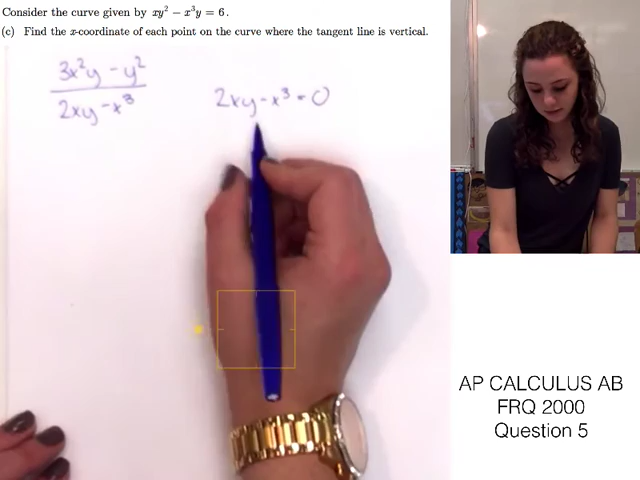 Consider the curve given by xy² − x³y = 6.
(c) Find the x-coordinate of each point on the curve where the tangent line is vertical.
3x²y − y²
2xy − x³
2xy − x³ = 0
AP CALCULUS AB
FRQ 2000
Question 5